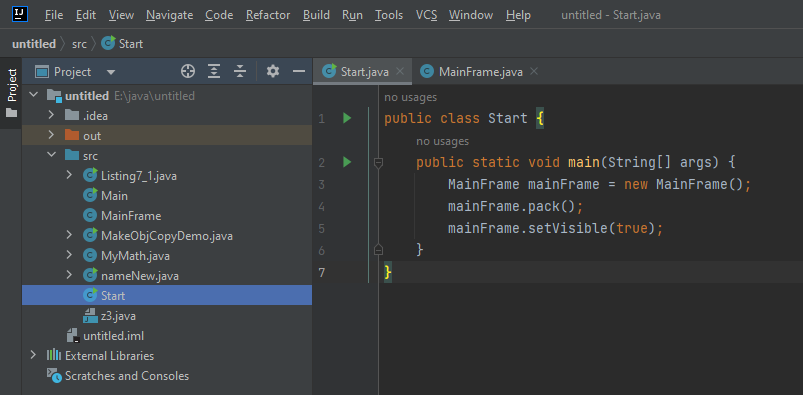 IJ File Edit View Navigate Code Refactor Build Run Tools VCS Window Help untitled - Start.java
untitled src Start
Project
Project
untitled E:\java\untitled
.idea
out
src
Listing7_1.java
Main
MainFrame
MakeObjCopyDemo.java
MyMath.java
nameNew.java
Start
z3.java
untitled.iml
External Libraries
Scratches and Consoles
Start.java MainFrame.java
no usages
1 public class Start {
no usages
2 public static void main(String[] args) {
3 MainFrame mainFrame = new MainFrame();
4 mainFrame.pack();
5 mainFrame.setVisible(true);
6 }
7 }